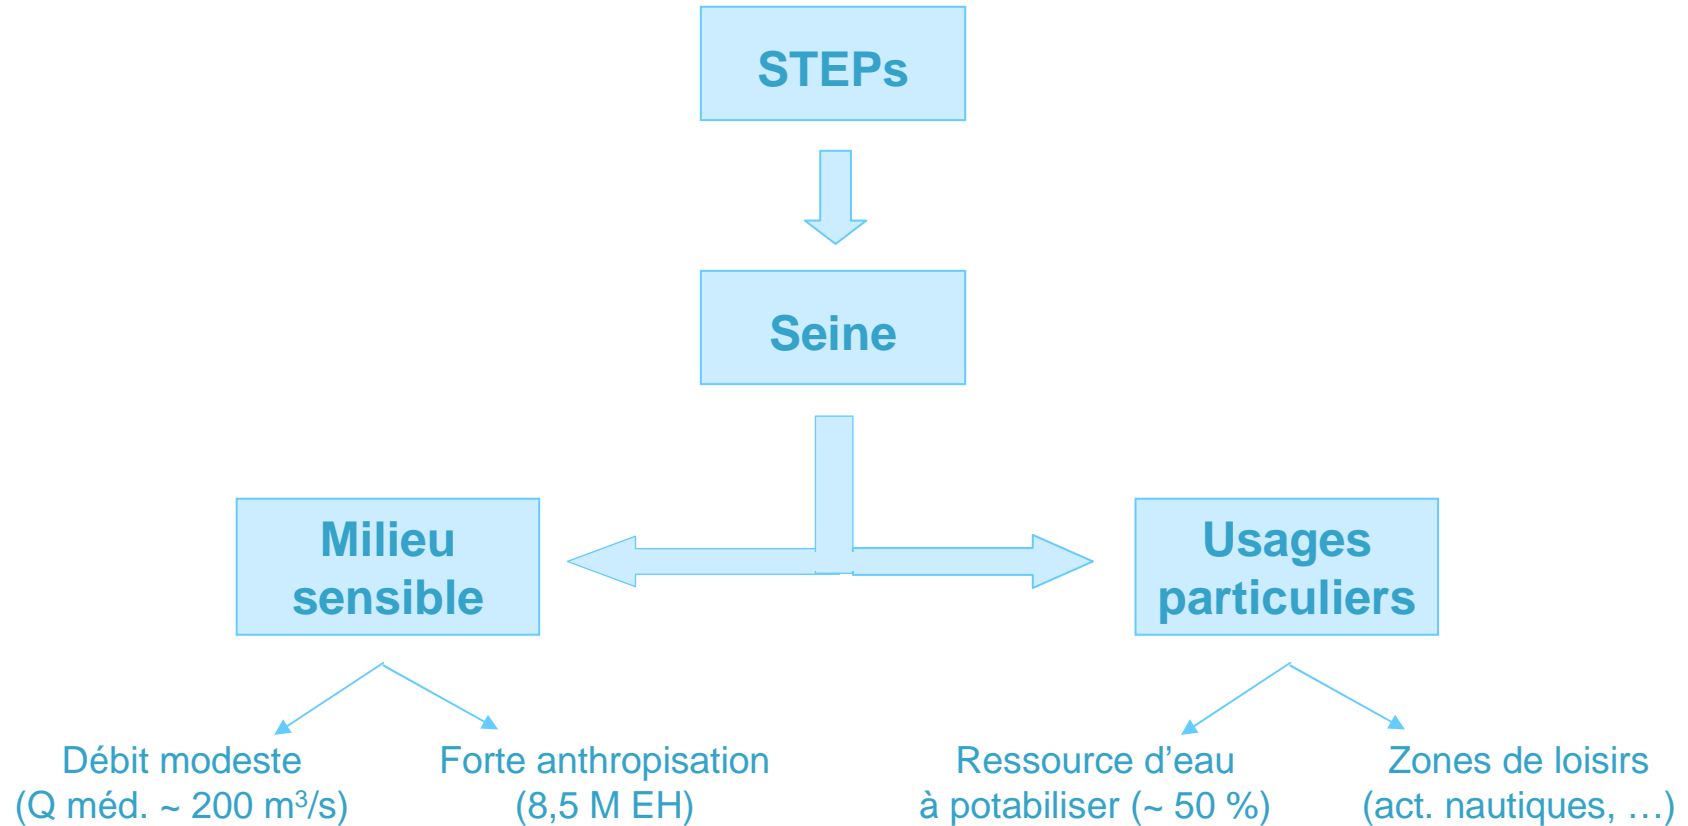 STEPs
Seine
Milieu
sensible
Usages
particuliers
Débit modeste
(Q méd. ~ 200 m³/s)
Forte anthropisation
(8,5 M EH)
Ressource d’eau
à potabiliser (~ 50 %)
Zones de loisirs
(act. nautiques, …)